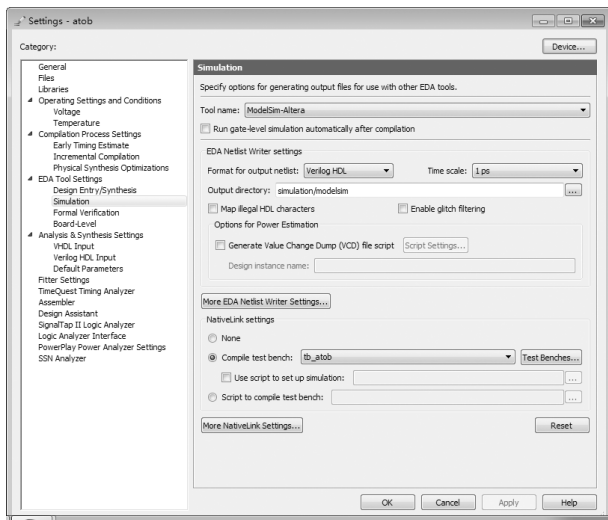 Settings - atob
Category:
Device...
General
Files
Libraries
Operating Settings and Conditions
Voltage
Temperature
Compilation Process Settings
Early Timing Estimate
Incremental Compilation
Physical Synthesis Optimizations
EDA Tool Settings
Design Entry/Synthesis
Simulation
Formal Verification
Board-Level
Analysis & Synthesis Settings
VHDL Input
Verilog HDL Input
Default Parameters
Fitter Settings
TimeQuest Timing Analyzer
Assembler
Design Assistant
SignalTap II Logic Analyzer
Logic Analyzer Interface
PowerPlay Power Analyzer Settings
SSN Analyzer
Simulation
Specify options for generating output files for use with other EDA tools.
Tool name: ModelSim-Altera
Run gate-level simulation automatically after compilation
EDA Netlist Writer settings
Format for output netlist: Verilog HDL Time scale: 1 ps
Output directory: simulation/modelsim ...
Map illegal HDL characters Enable glitch filtering
Options for Power Estimation
Generate Value Change Dump (VCD) file script Script Settings...
Design instance name:
More EDA Netlist Writer Settings...
NativeLink settings
None
Compile test bench: tb_atob Test Benches...
Use script to set up simulation: ...
Script to compile test bench: ...
More NativeLink Settings... Reset
OK Cancel Apply Help